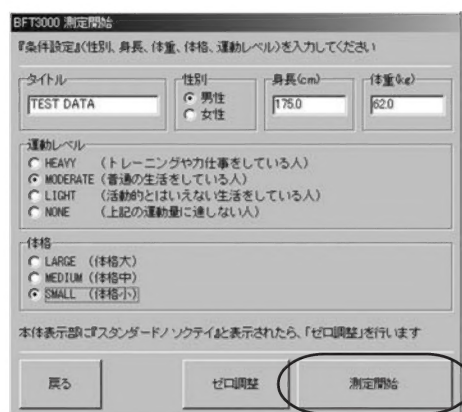 BFT3000 測定開始
『条件設定』(性別、身長、体重、体格、運動レベル)を入力してください
タイトル 性別 身長(cm) 体重(kg)
TEST DATA 男性 175.0 62.0
女性
運動レベル
HEAVY (トレーニングや力仕事をしている人)
MODERATE (普通の生活をしている人)
LIGHT (活動的とはいえない生活をしている人)
NONE (上記の運動量に達しない人)
体格
LARGE (体格大)
MEDIUM (体格中)
SMALL (体格小)
本体表示部に『スタンダードノ ソクテイ』と表示されたら、「ゼロ調整」を行います
戻る ゼロ調整 測定開始